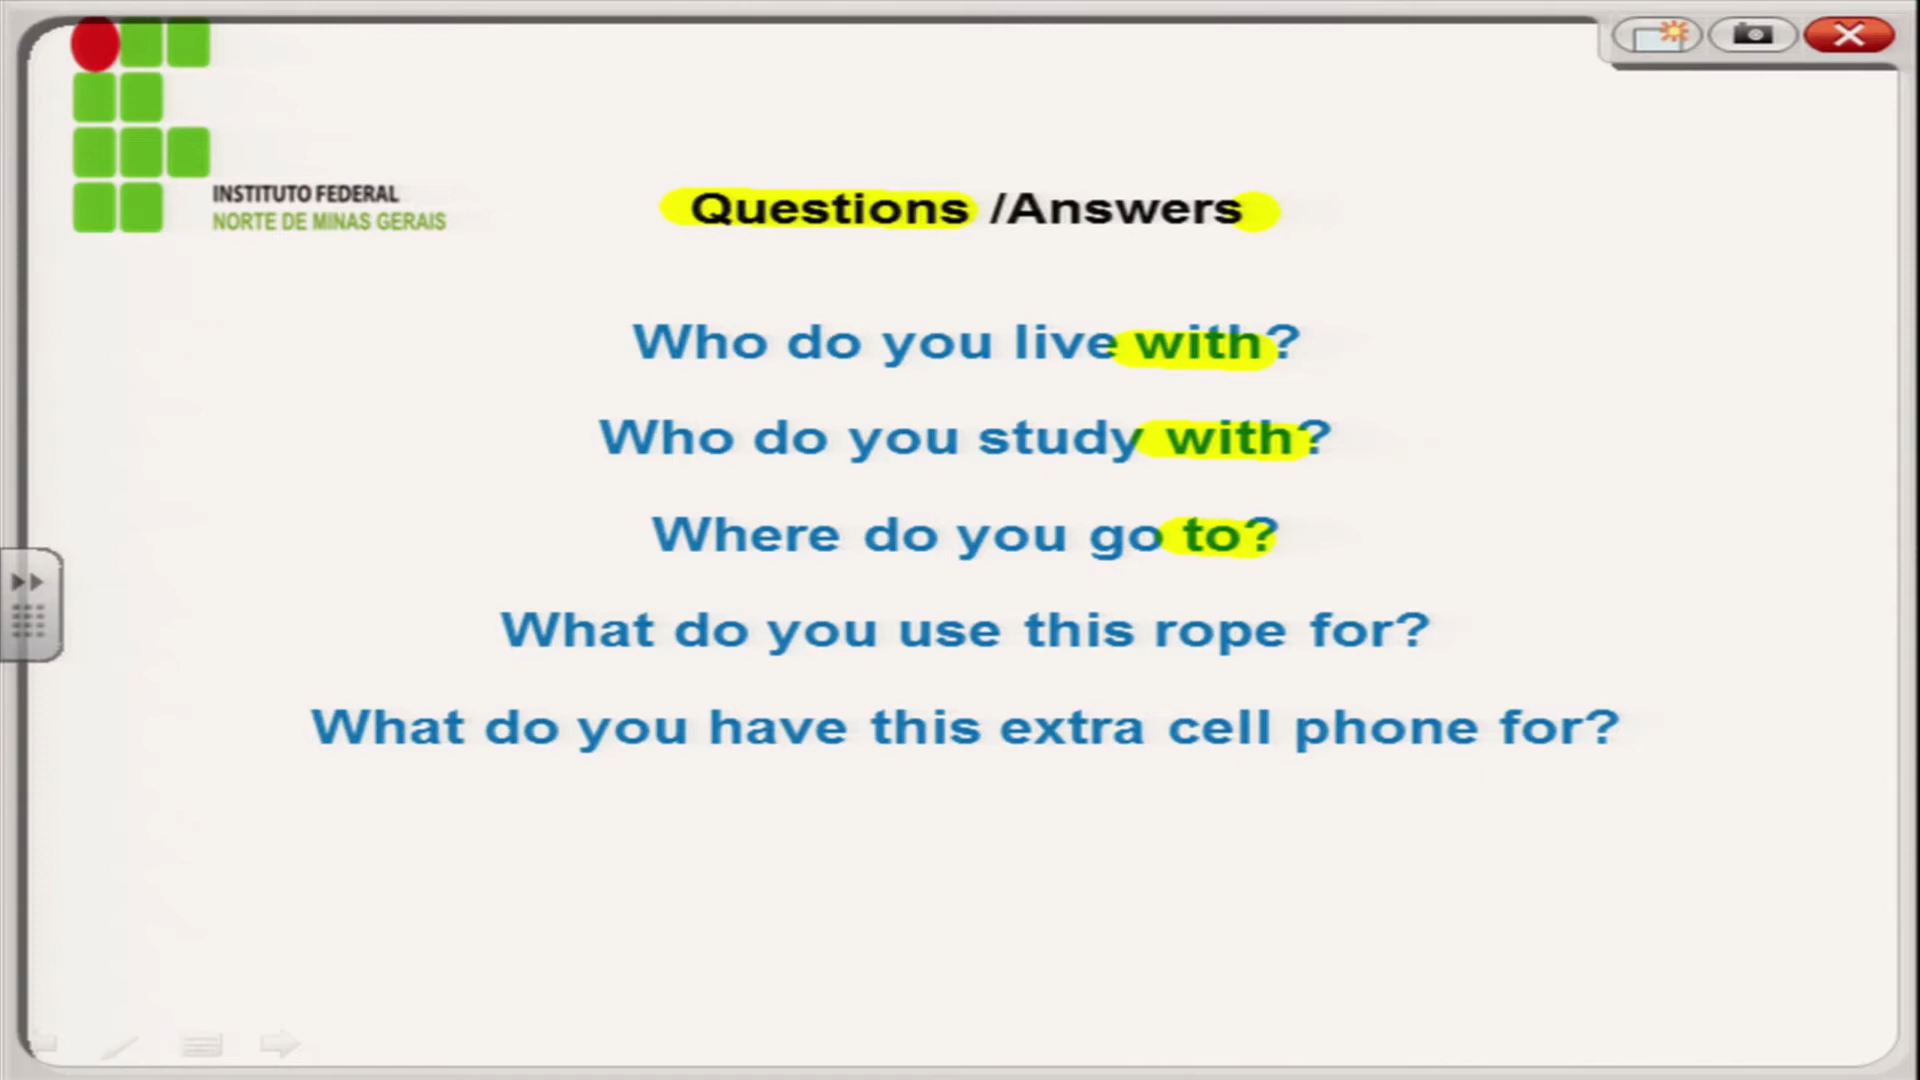 INSTITUTO FEDERAL
NORTE DE MINAS GERAIS
Questions /Answers
Who do you live with?
Who do you study with?
Where do you go to?
What do you use this rope for?
What do you have this extra cell phone for?